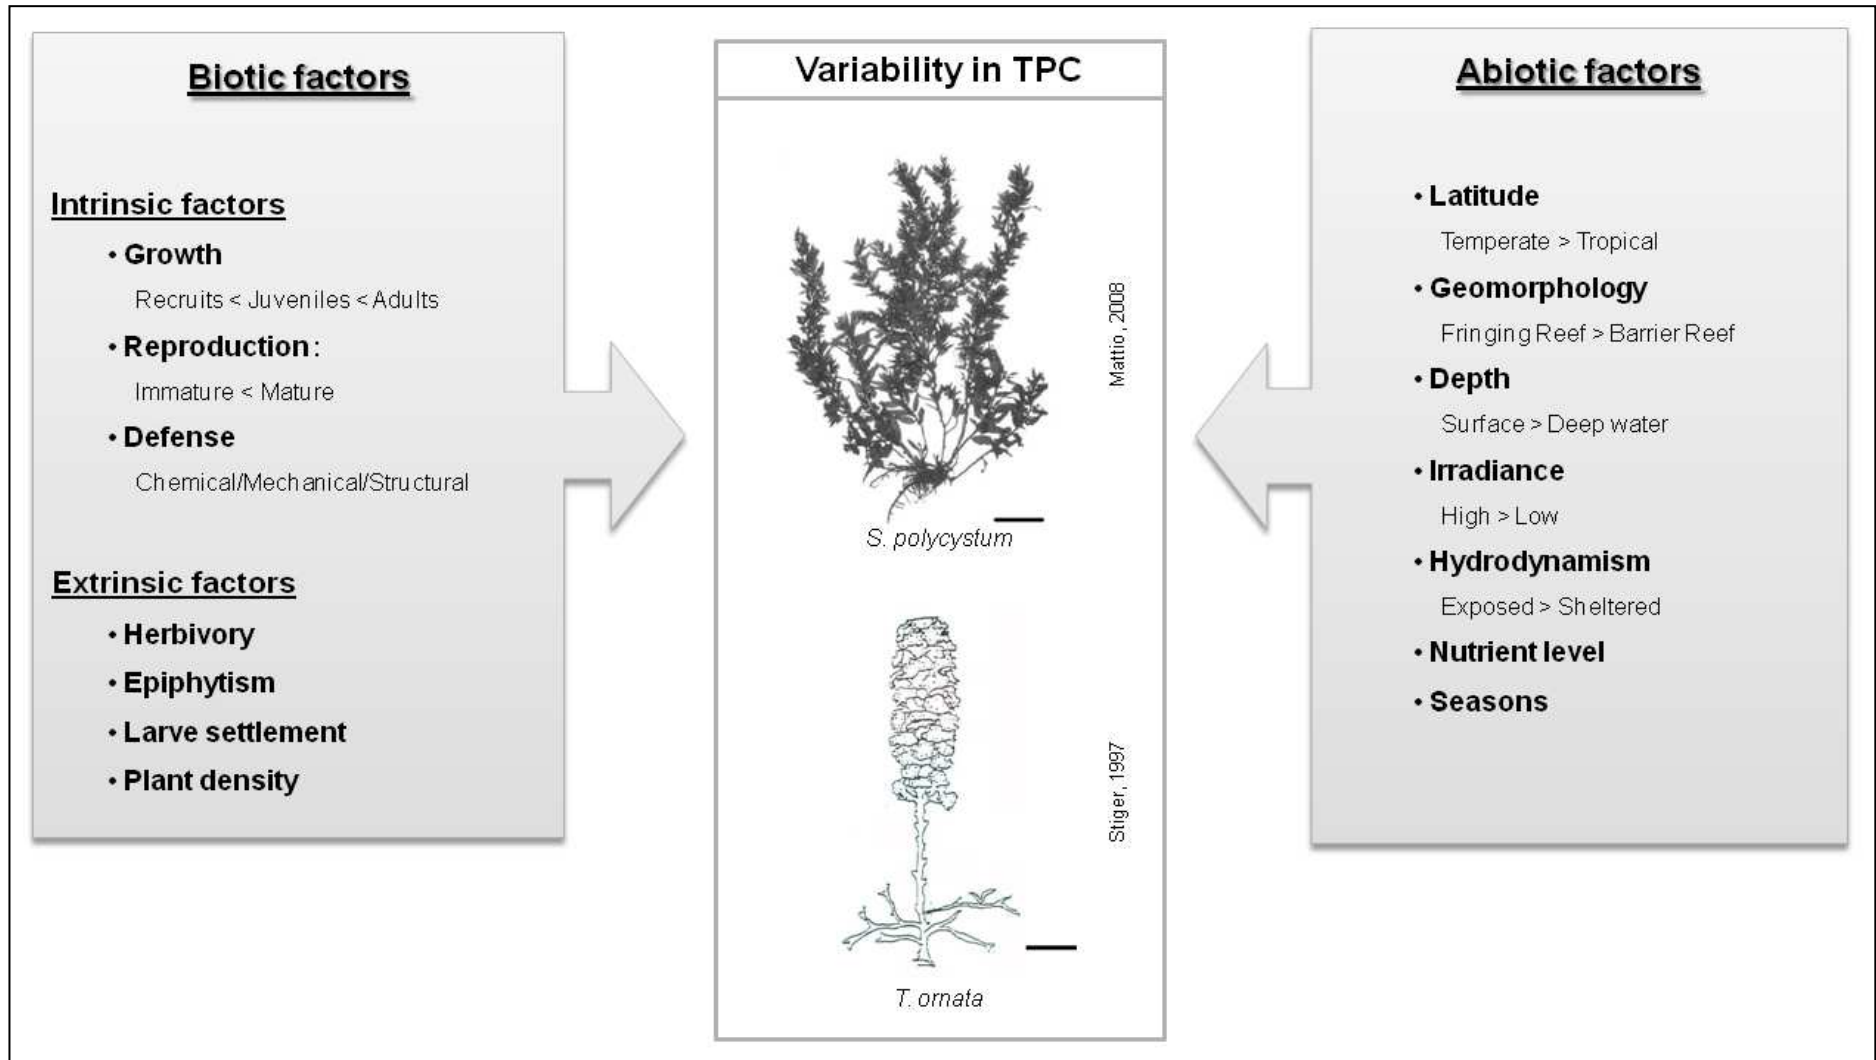 Biotic factors
Intrinsic factors
• Growth
Recruits < Juveniles < Adults
• Reproduction :
Immature < Mature
• Defense
Chemical/Mechanical/Structural
Extrinsic factors
• Herbivory
• Epiphytism
• Larve settlement
• Plant density
Variability in TPC
Mattio, 2008
S. polycystum
Stiger, 1997
T. ornata
Abiotic factors
• Latitude
Temperate > Tropical
• Geomorphology
Fringing Reef > Barrier Reef
• Depth
Surface > Deep water
• Irradiance
High > Low
• Hydrodynamism
Exposed > Sheltered
• Nutrient level
• Seasons